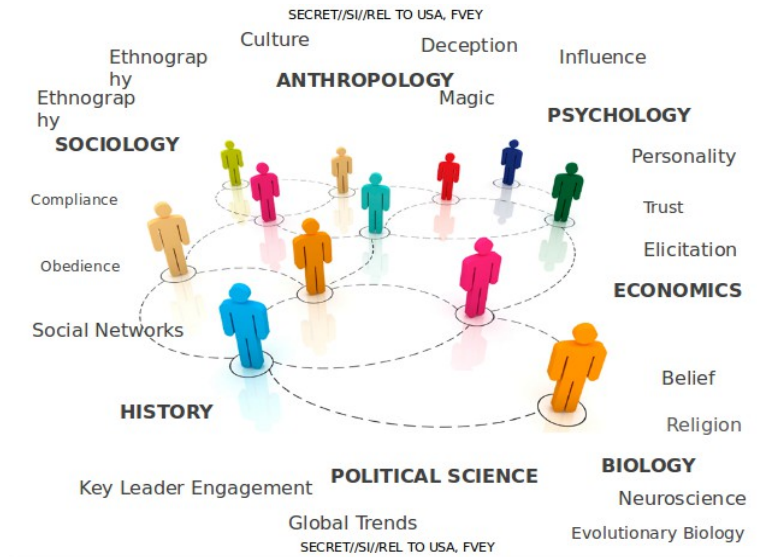 SECRET//SI//REL TO USA, FVEY
Culture
Deception
Ethnograp
hy
Influence
ANTHROPOLOGY
Ethnograp
hy
Magic
PSYCHOLOGY
SOCIOLOGY
Personality
Compliance
Trust
Elicitation
Obedience
ECONOMICS
Social Networks
Belief
HISTORY
Religion
BIOLOGY
POLITICAL SCIENCE
Key Leader Engagement
Neuroscience
Global Trends
Evolutionary Biology
SECRET//SI//REL TO USA, FVEY